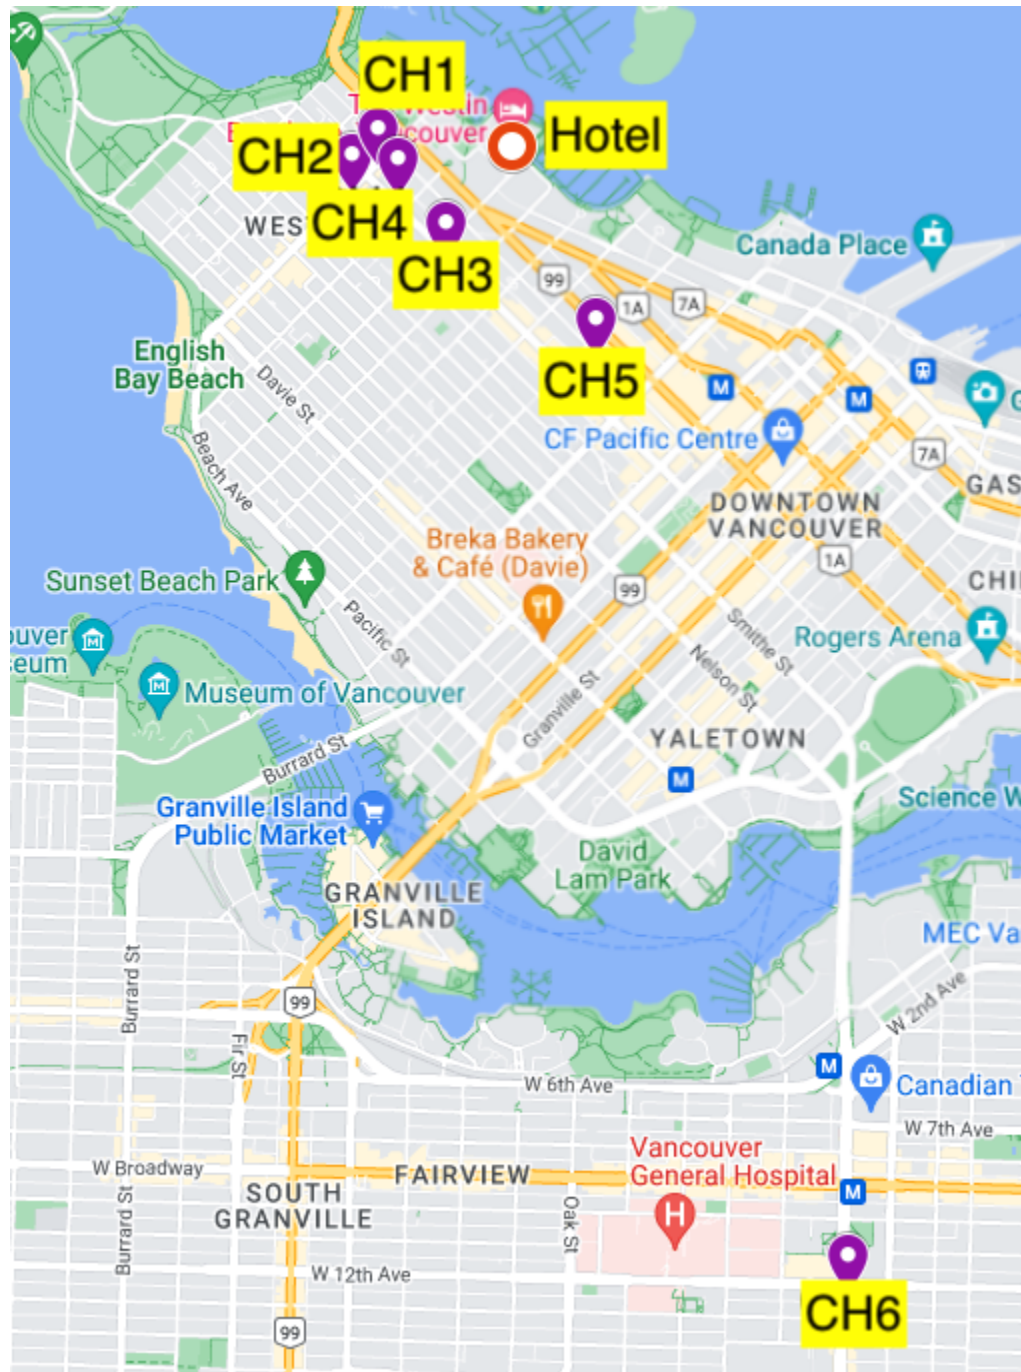 CH1
Hotel
CH2
CH4
CH3
WES
Canada Place
99
1A
7A
CH5
English
Bay Beach
Davie St
M
M
CF Pacific Centre
Beach Ave
7A
GAS
DOWNTOWN
VANCOUVER
Breka Bakery
& Café (Davie)
1A
99
CHI
Sunset Beach Park
Pacific St
Smithe St
Nelson St
Rogers Arena
ouver
seum
Museum of Vancouver
Granville St
YALETOWN
Burrard St
M
Granville Island
Public Market
Science W
David
Lam Park
GRANVILLE
ISLAND
MEC Va
Burrard St
99
W 2nd Ave
Fir St
W 6th Ave
M
Canadian
W 7th Ave
Vancouver
General Hospital
W Broadway
FAIRVIEW
M
SOUTH
GRANVILLE
Burrard St
Oak St
H
W 12th Ave
CH6
99